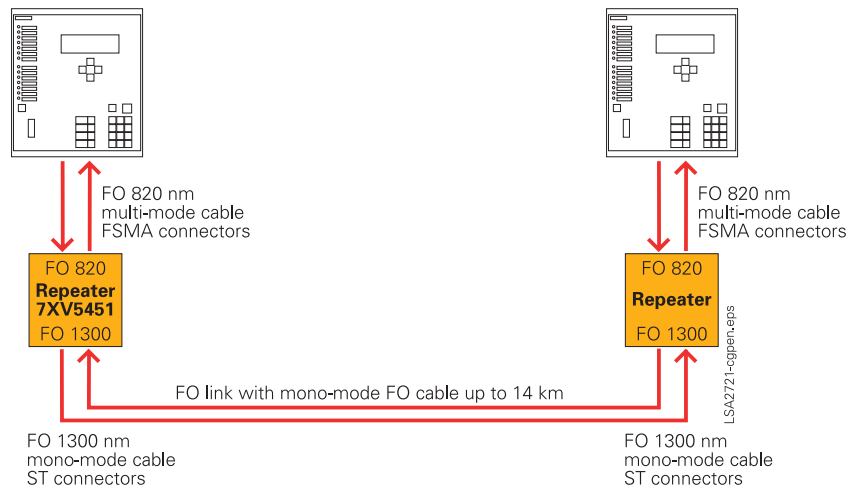 FO 820 nm
multi-mode cable
FSMA connectors
FO 820 nm
multi-mode cable
FSMA connectors
FO 820
Repeater
7XV5451
FO 1300
FO 820
Repeater
FO 1300
LSA2721-cgpen.eps
FO link with mono-mode FO cable up to 14 km
FO 1300 nm
mono-mode cable
ST connectors
FO 1300 nm
mono-mode cable
ST connectors